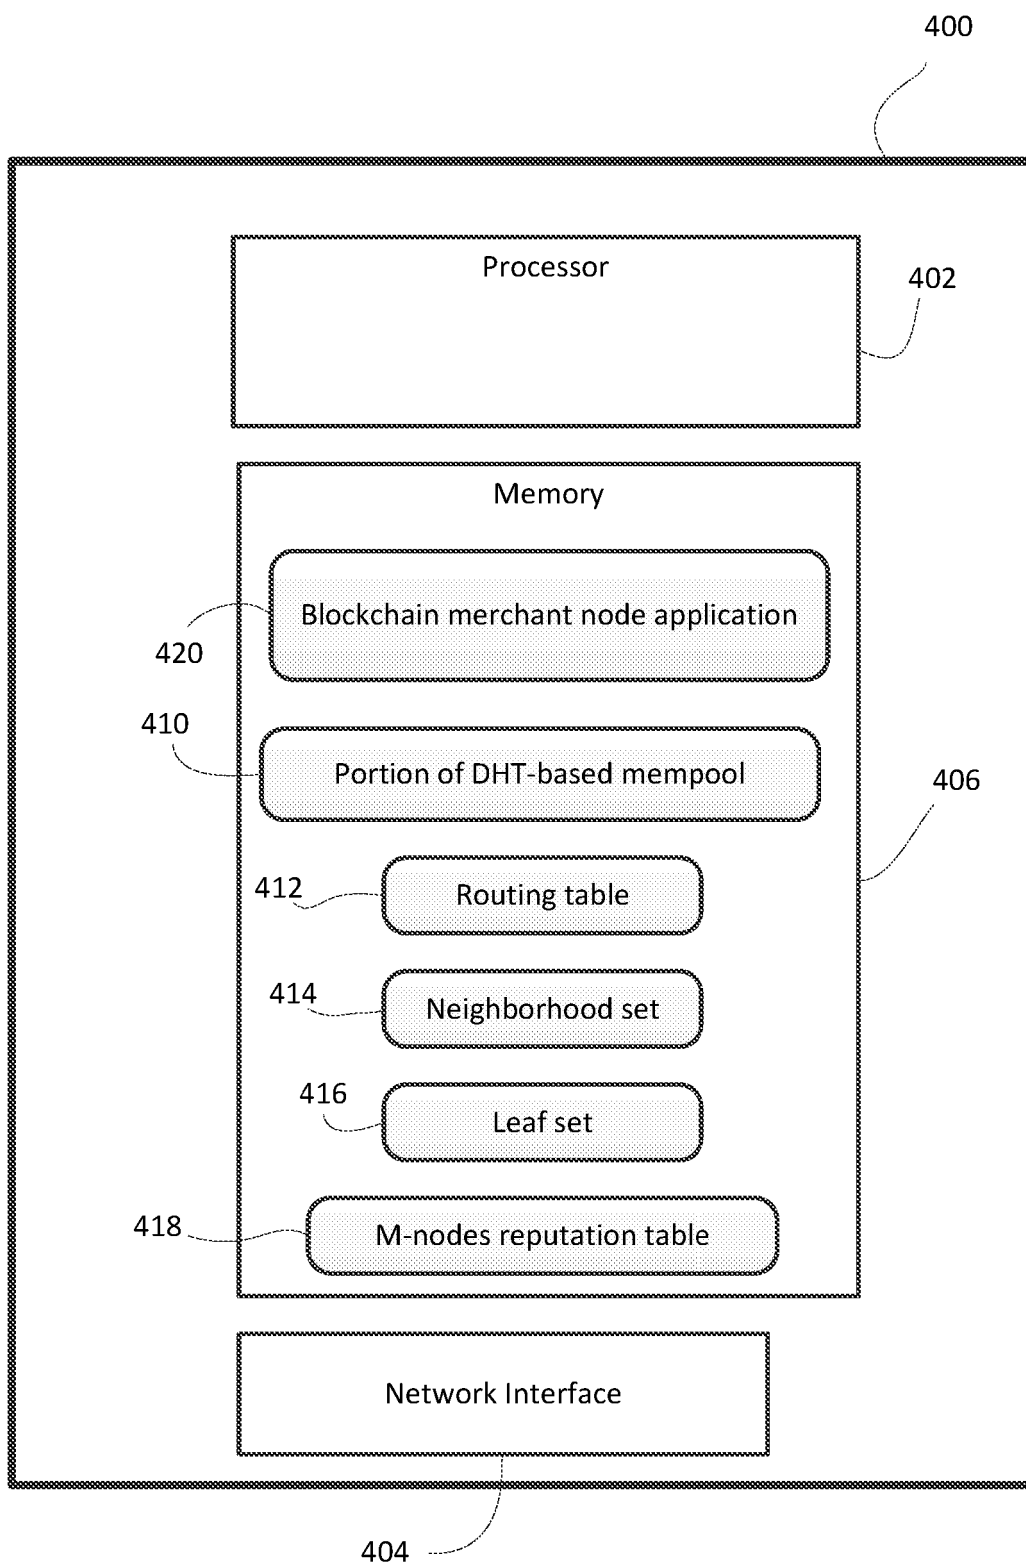 400
Processor
402
Memory
Blockchain merchant node application
420
410
Portion of DHT-based mempool
406
412
Routing table
414
Neighborhood set
416
Leaf set
418
M-nodes reputation table
Network Interface
404